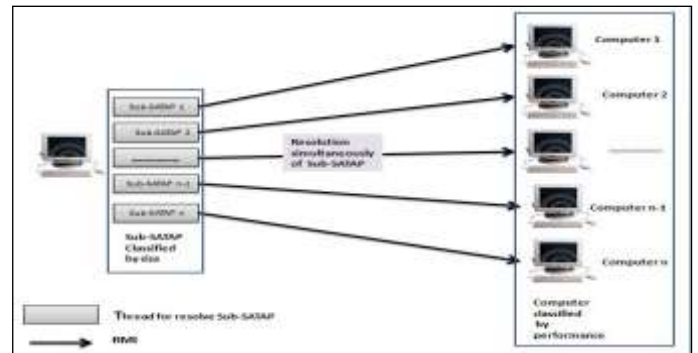 Sub-SATAP 1
Sub-SATAP 2
Sub-SATAP n-1
Sub-SATAP n
Sub-SATAP
Classified
by size
Resolution
simultaneously
of Sub-SATAP
Computer 1
Computer 2
Computer n-1
Computer n
Computer
classified
by
performance
Thread for resolve Sub-SATAP
RMI